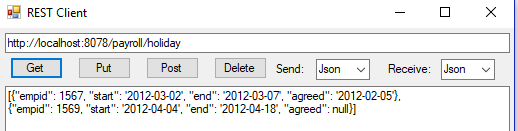 REST Client
http://localhost:8078/payroll/holiday
Get Put Post Delete Send: Json Receive: Json
[{"empid": 1567, "start": '2012-03-02', "end": '2012-03-07', "agreed": '2012-02-05'},
{"empid": 1569, "start": '2012-04-04', "end": '2012-04-18', "agreed": null}]